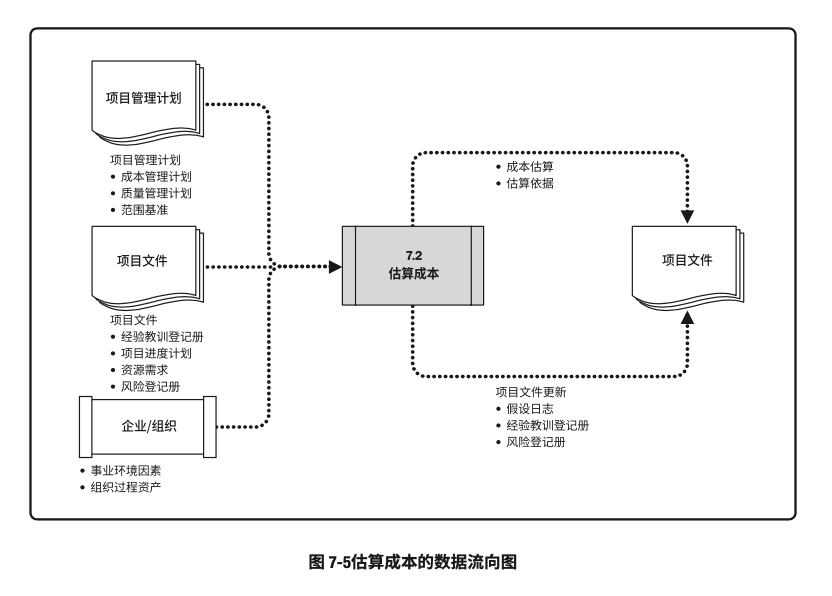 项目管理计划
项目管理计划
• 成本管理计划
• 质量管理计划
• 范围基准
项目文件
项目文件
• 经验教训登记册
• 项目进度计划
• 资源需求
• 风险登记册
企业/组织
• 事业环境因素
• 组织过程资产
7.2
估算成本
• 成本估算
• 估算依据
项目文件
项目文件更新
• 假设日志
• 经验教训登记册
• 风险登记册
图 7-5估算成本的数据流向图